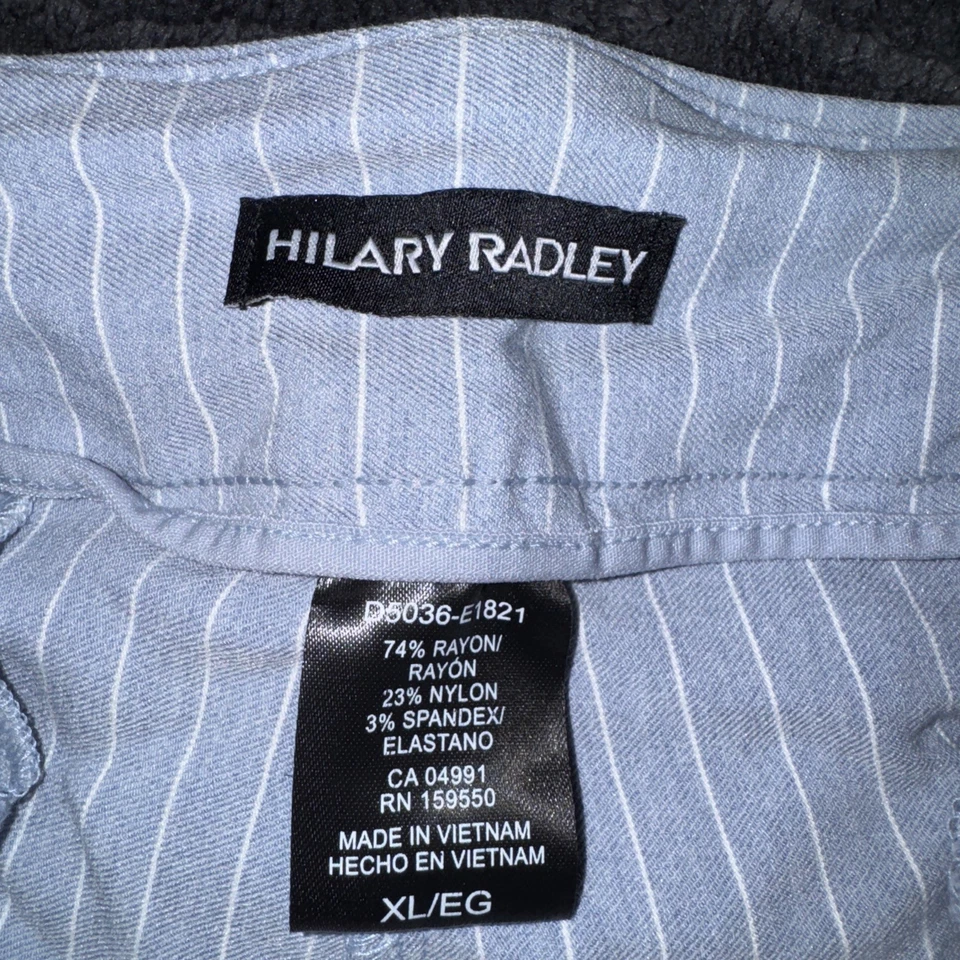 HILARY RADLEY
D5036-E1821
74% RAYON/
RAYÓN
23% NYLON
3% SPANDEX/
ELASTANO
CA 04991
RN 159550
MADE IN VIETNAM
HECHO EN VIETNAM
XL/EG